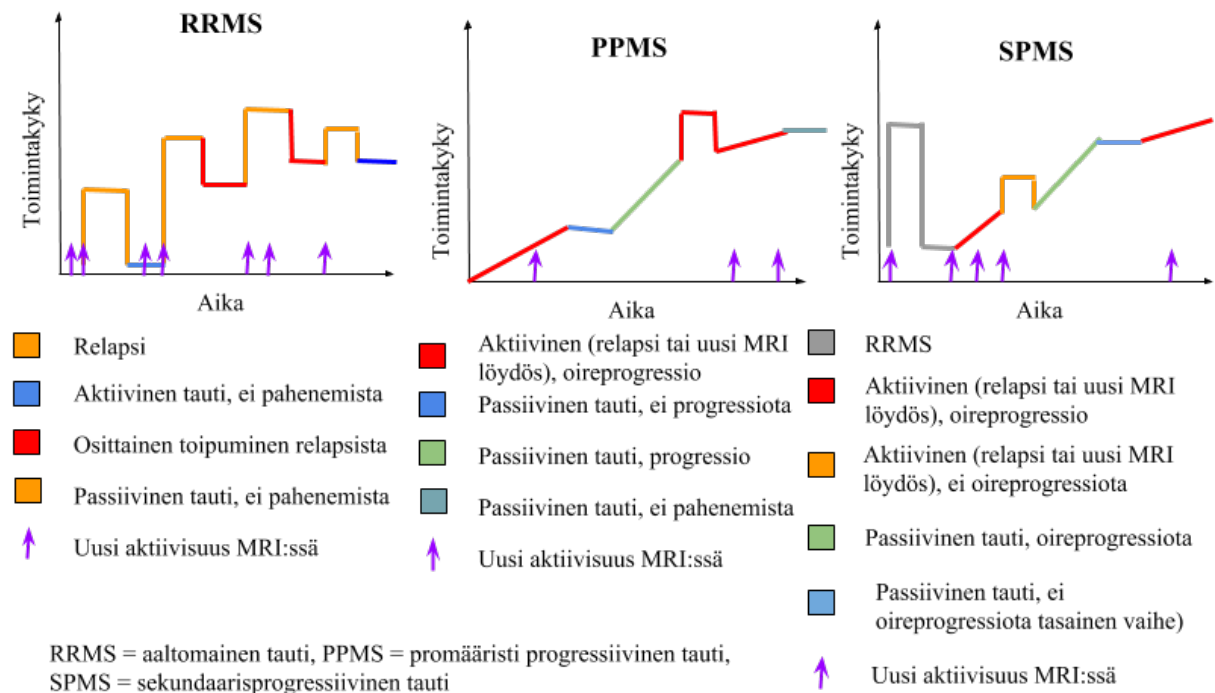 RRMS
Toimintakyky
Aika
Relapsi
Aktiivinen tauti, ei pahenemista
Osittainen toipuminen relapsista
Passiivinen tauti, ei pahenemista
Uusi aktiivisuus MRI:ssä
PPMS
Toimintakyky
Aika
Aktiivinen (relapsi tai uusi MRI
löydös), oireprogressio
Passiivinen tauti, ei progressiota
Passiivinen tauti, progressio
Passiivinen tauti, ei pahenemista
Uusi aktiivisuus MRI:ssä
SPMS
Toimintakyky
Aika
RRMS
Aktiivinen (relapsi tai uusi MRI
löydös), oireprogressio
Aktiivinen (relapsi tai uusi MRI
löydös), ei oireprogressiota
Passiivinen tauti, oireprogressiota
Passiivinen tauti, ei
oireprogressiota tasainen vaihe)
Uusi aktiivisuus MRI:ssä
RRMS = aaltomainen tauti, PPMS = promääristi progressiivinen tauti,
SPMS = sekundaarisprogressiivinen tauti